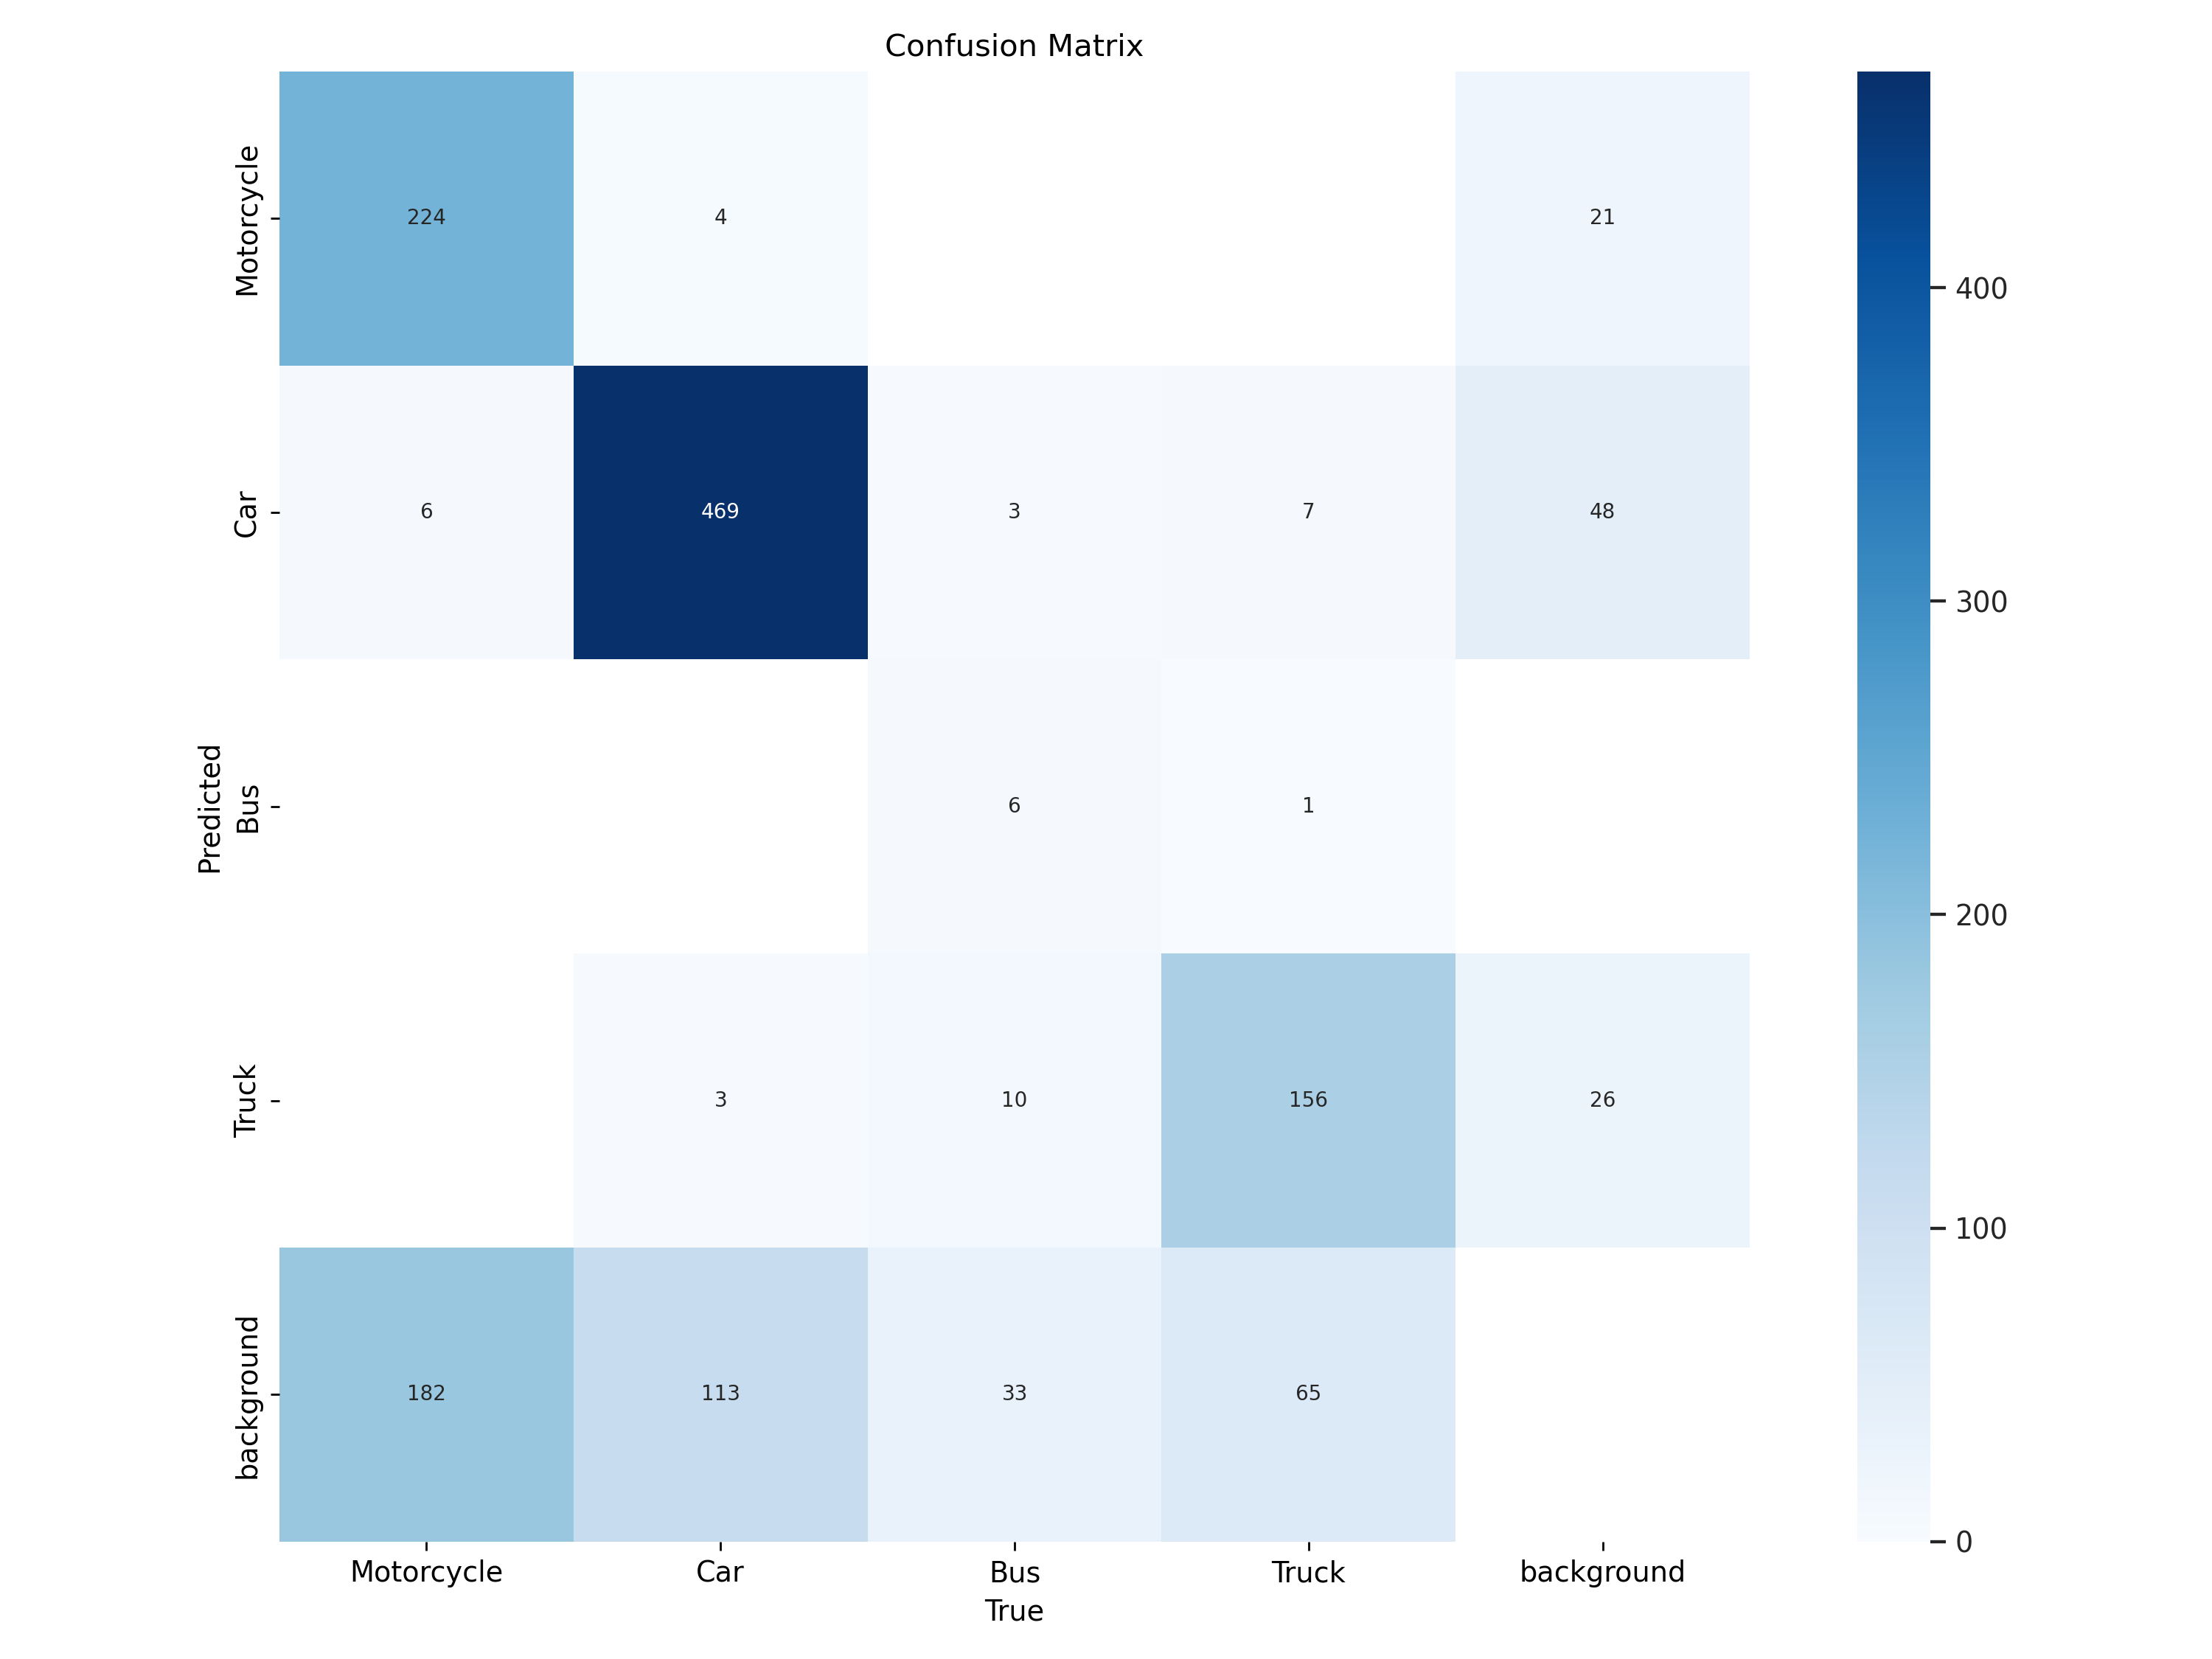 Confusion Matrix
Predicted
Motorcycle
224
4
21
Car
6
469
3
7
48
Bus
6
1
Truck
3
10
156
26
background
182
113
33
65
Motorcycle
Car
Bus
Truck
background
True
400
300
200
100
0